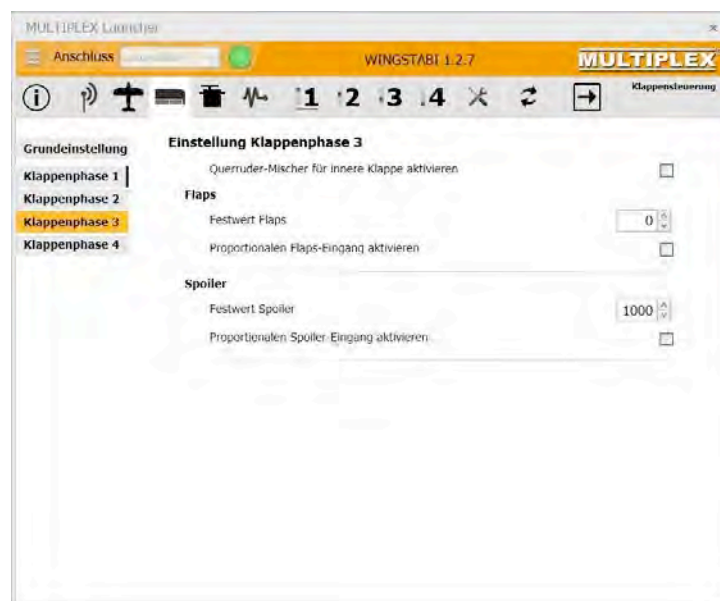 MULTIPLEX Launcher
×
Anschluss
WINGSTABI 1.2.7
MULTIPLEX
1 2 3 4
Klappensteuerung
Grundeinstellung
Klappenphase 1
Klappenphase 2
Klappenphase 3
Klappenphase 4
Einstellung Klappenphase 3
Querruder-Mischer für innere Klappe aktivieren
Flaps
Festwert Flaps
0
Proportionalen Flaps-Eingang aktivieren
Spoiler
Festwert Spoiler
1000
Proportionalen Spoiler Eingang aktivieren